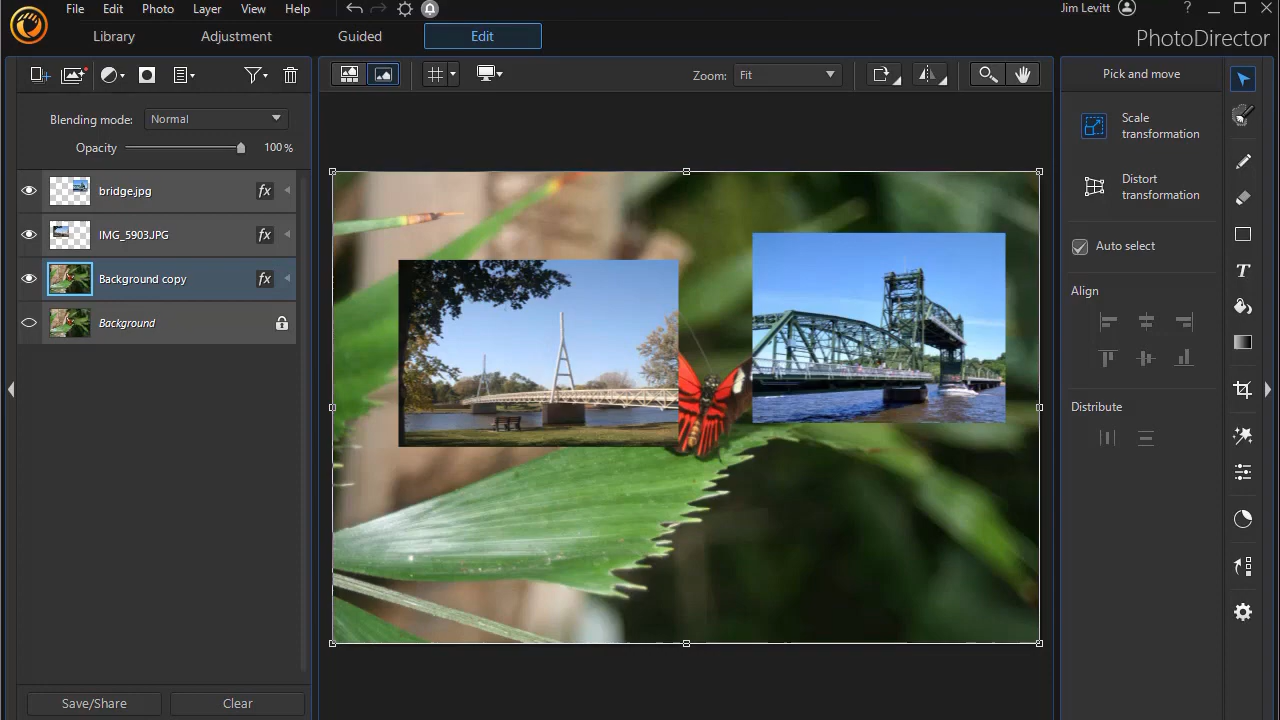 File Edit Photo Layer View Help
Jim Levitt
?
Library Adjustment Guided Edit
PhotoDirector
Zoom: Fit
Pick and move
Blending mode: Normal
Opacity 100 %
Scale
transformation
Distort
transformation
Auto select
Align
Distribute
bridge.jpg fx
IMG_5903.JPG fx
Background copy fx
Background
T
Save/Share Clear